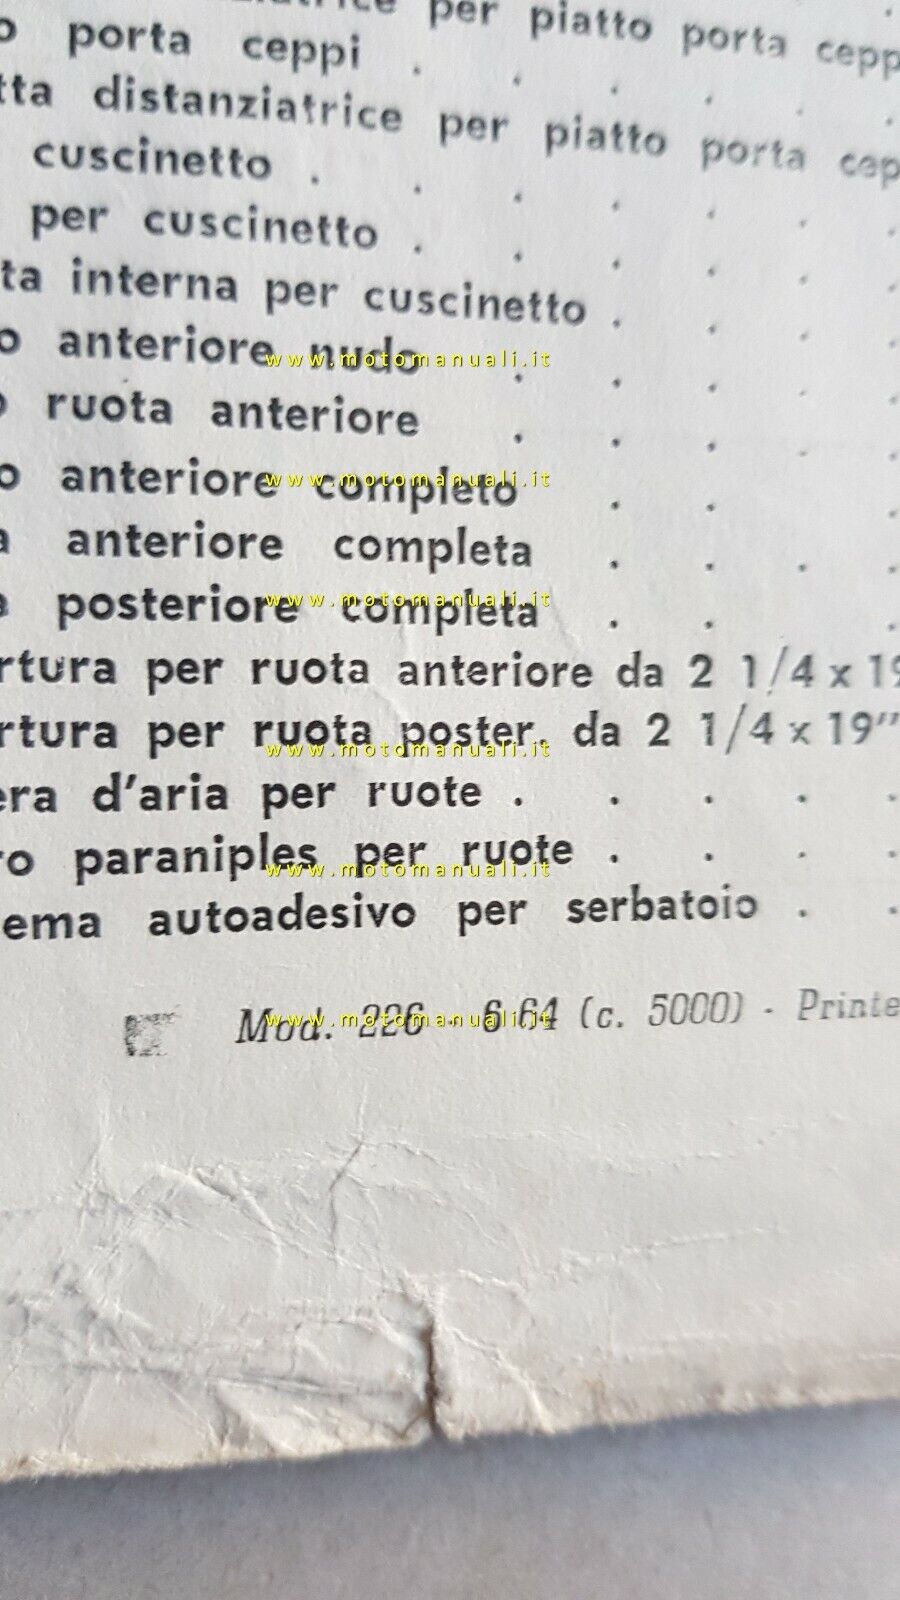 per piatto porta cepp
o porta ceppi . . . . . .
tta distanziatrice per piatto porta cep
cuscinetto . . . . . . .
per cuscinetto . . . . . .
ta interna per cuscinetto . . . .
o anteriore nudo . . . . .
www.motomanuali.it
o ruota anteriore . . . . .
o anteriore completo . . .
www.motomanuali.it
a anteriore completa . . . .
a posteriore completa . . .
www.motomanuali.it
rtura per ruota anteriore da 2 1/4 x 19
rtura per ruota poster. da 2 1/4 x 19"
www.motomanuali.it
era d'aria per ruote . . . . .
ro paraniples per ruote . . . .
www.motomanuali.it
ema autoadesivo per serbatoio . .
Mod. 226 - 6.64 (c. 5000) - Printe
www.motomanuali.it